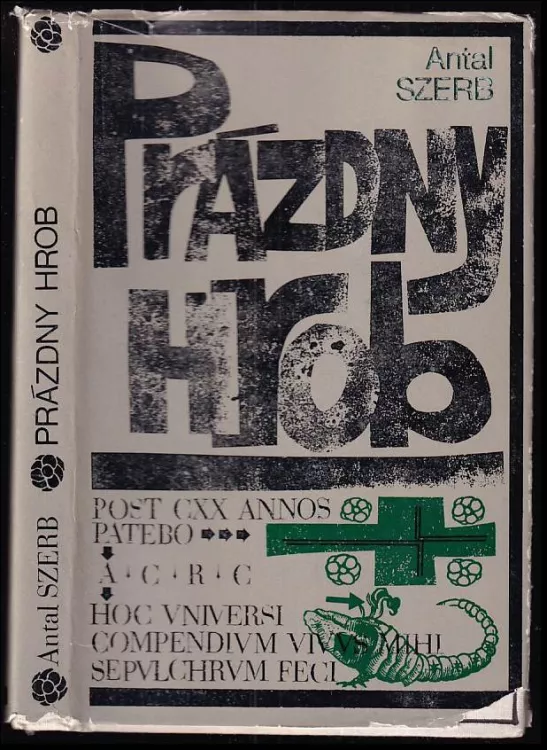 Antal
SZERB
PRÁZDNY
HROB
POST CXX ANNOS
PATEBO
A · C · R · C
HOC VNIVERSI
COMPENDIVM VIVVS MIHI
SEPVLCHRVM FECI
Antal SZERB PRÁZDNY HROB